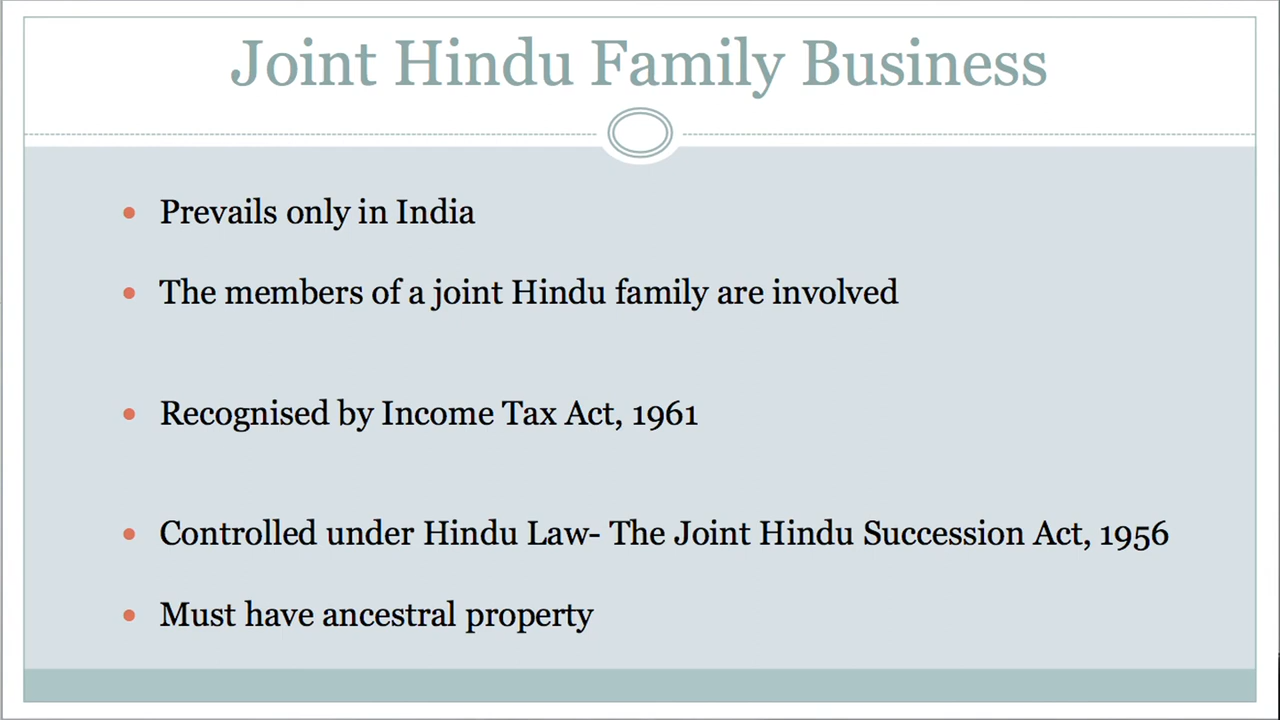 Joint Hindu Family Business
• Prevails only in India
• The members of a joint Hindu family are involved
• Recognised by Income Tax Act, 1961
• Controlled under Hindu Law- The Joint Hindu Succession Act, 1956
• Must have ancestral property